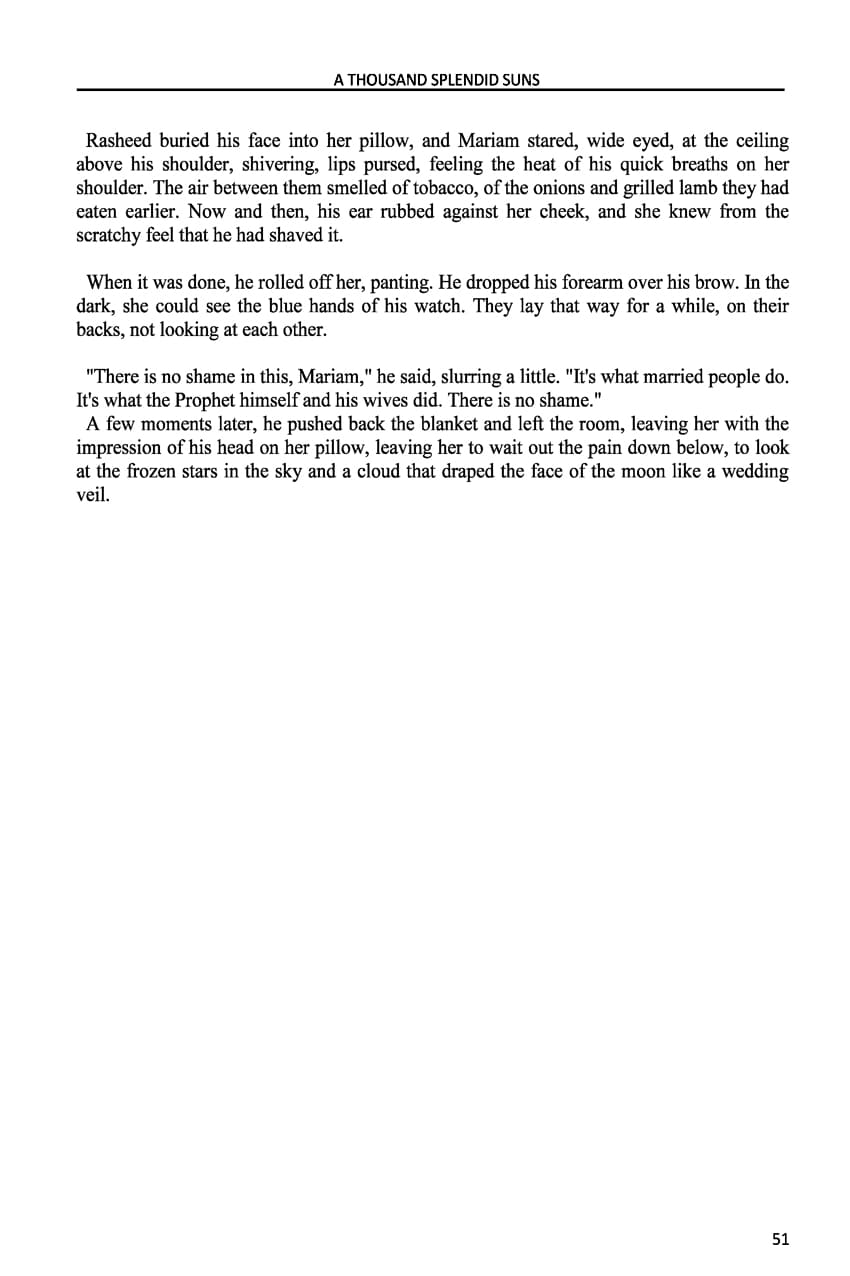 A THOUSAND SPLENDID SUNS
Rasheed buried his face into her pillow, and Mariam stared, wide eyed, at the ceiling
above his shoulder, shivering, lips pursed, feeling the heat of his quick breaths on her
shoulder. The air between them smelled of tobacco, of the onions and grilled lamb they had
eaten earlier. Now and then, his ear rubbed against her cheek, and she knew from the
scratchy feel that he had shaved it.
When it was done, he rolled off her, panting. He dropped his forearm over his brow. In the
dark, she could see the blue hands of his watch. They lay that way for a while, on their
backs, not looking at each other.
"There is no shame in this, Mariam," he said, slurring a little. "It's what married people do.
It's what the Prophet himself and his wives did. There is no shame."
A few moments later, he pushed back the blanket and left the room, leaving her with the
impression of his head on her pillow, leaving her to wait out the pain down below, to look
at the frozen stars in the sky and a cloud that draped the face of the moon like a wedding
veil.
51